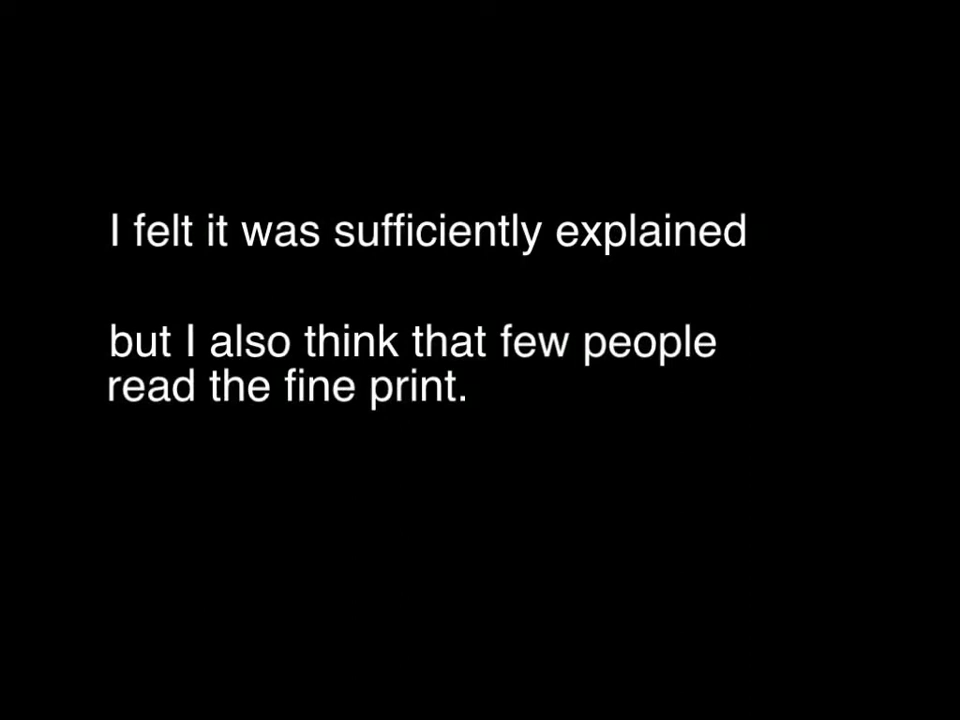 I felt it was sufficiently explained
but I also think that few people
read the fine print.